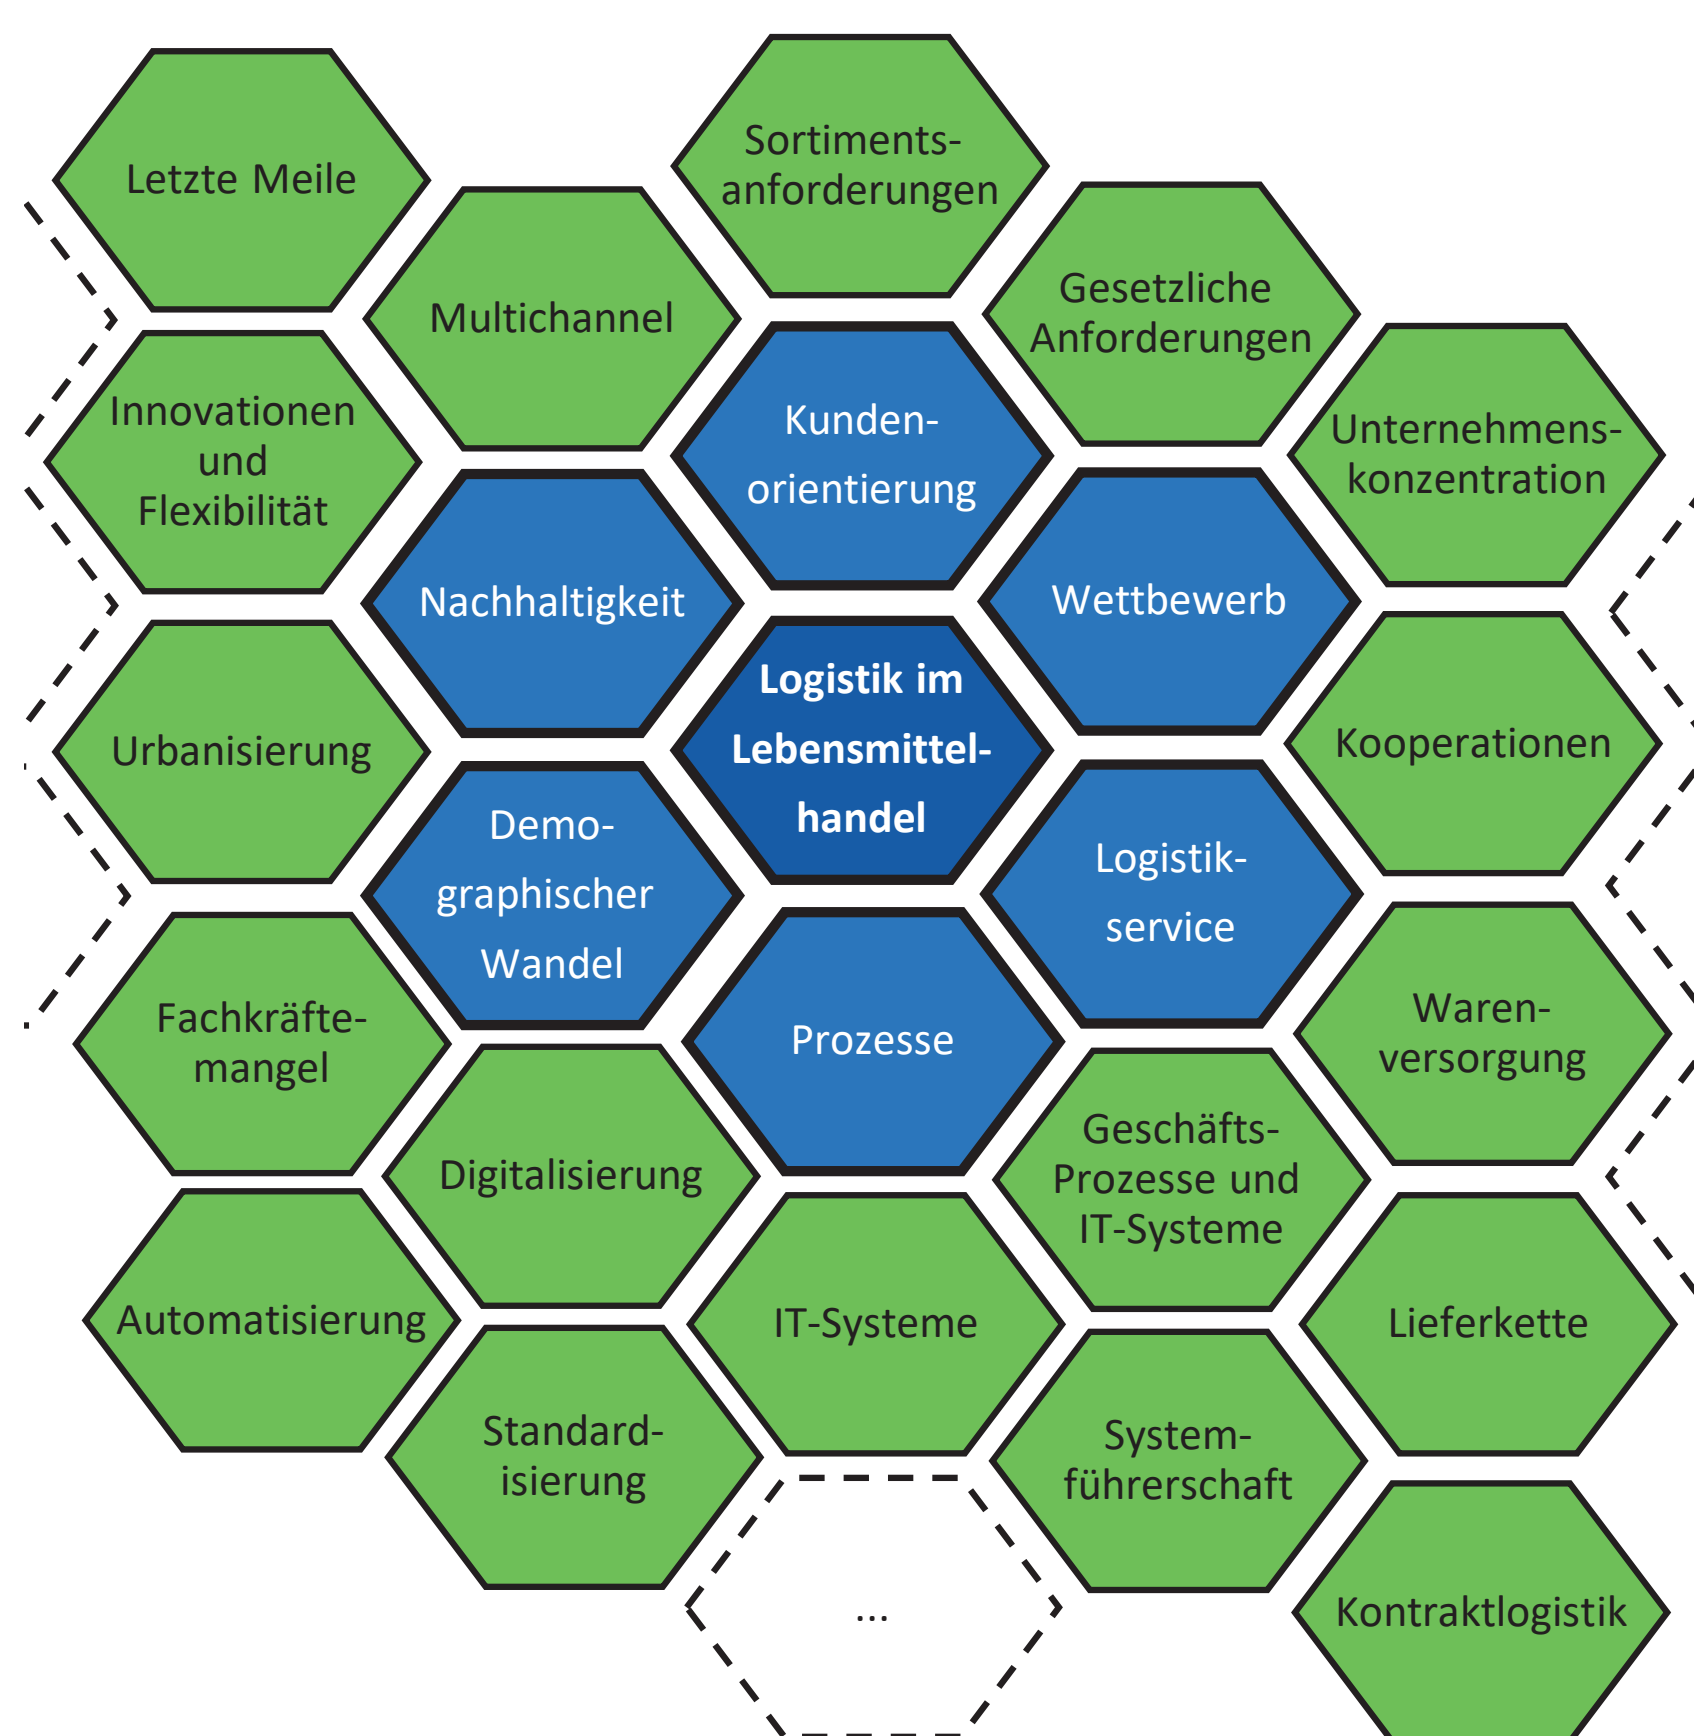 Letzte Meile
Sortiments-
anforderungen
Multichannel
Gesetzliche
Anforderungen
Innovationen
und
Flexibilität
Kunden-
orientierung
Unternehmens-
konzentration
Nachhaltigkeit
Wettbewerb
Logistik im
Lebensmittel-
handel
Urbanisierung
Kooperationen
Demo-
graphischer
Wandel
Logistik-
service
Fachkräfte-
mangel
Prozesse
Waren-
versorgung
Digitalisierung
Geschäfts-
Prozesse und
IT-Systeme
Automatisierung
IT-Systeme
Lieferkette
Standard-
isierung
System-
führerschaft
...
Kontraktlogistik